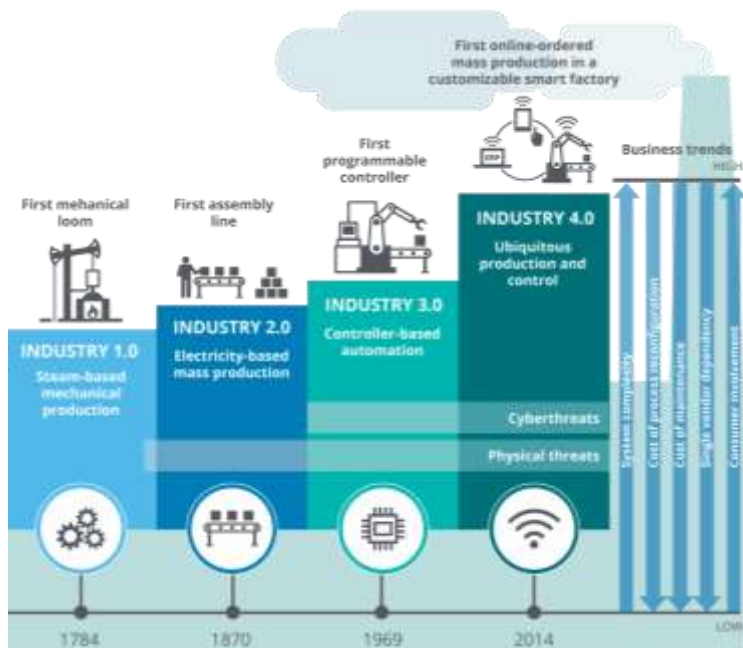 First online-ordered
mass production in a
customizable smart factory
First
programmable
controller
Business trends
HIGH
First mehanical
loom
First assembly
line
ERP
INDUSTRY 4.0
Ubiquitous
production and
control
INDUSTRY 3.0
Controller-based
automation
INDUSTRY 2.0
Electricity-based
mass production
INDUSTRY 1.0
Steam-based
mechanical
production
Cyberthreats
Physical threats
System complexity
Cost of process reconfiguration
Cost of maintenance
Single vendor dependency
Consumer involvement
LOW
1784
1870
1969
2014